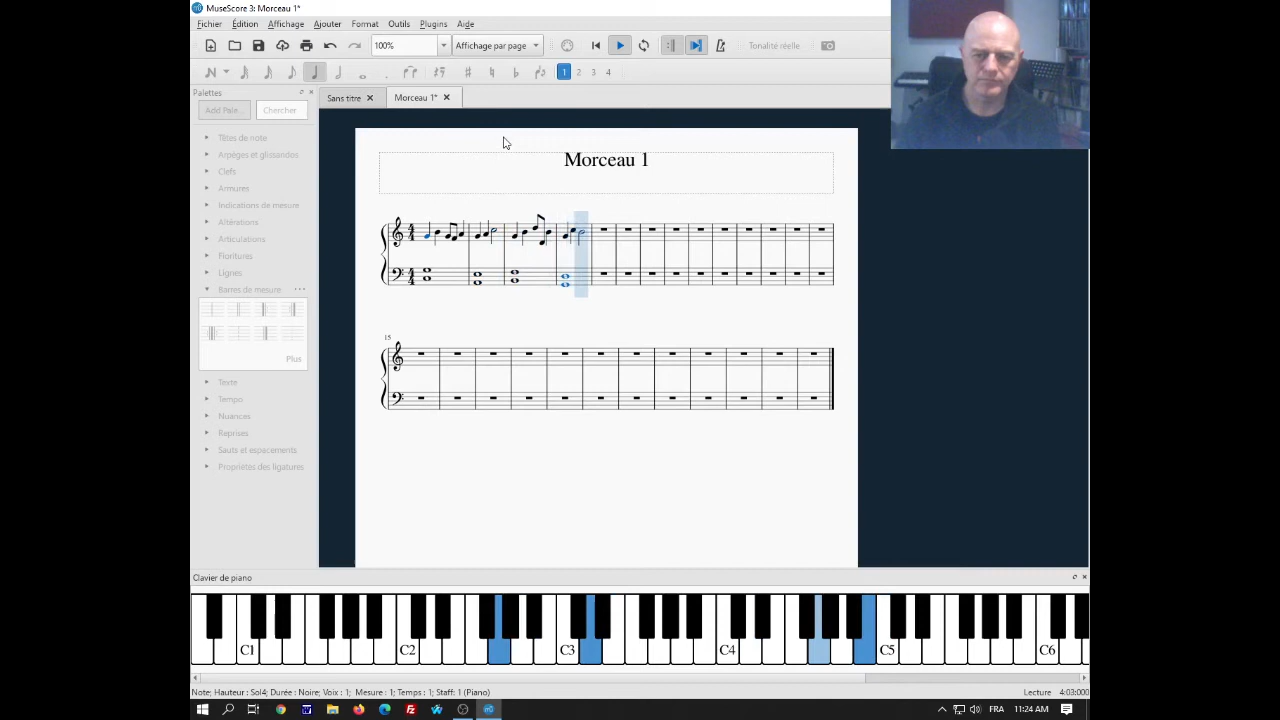 MuseScore 3: Morceau 1*
Fichier Édition Affichage Ajouter Format Outils Plugins Aide
100% Affichage par page Tonalité réelle
1 2 3 4
Palettes
Sans titre Morceau 1*
Add Pale... Chercher
Têtes de note
Arpèges et glissandos
Clefs
Armures
Indications de mesure
Altérations
Articulations
Fioritures
Lignes
Barres de mesure ...
Plus
Texte
Tempo
Nuances
Reprises
Sauts et espacements
Propriétés des ligatures
Morceau 1
15
Clavier de piano
C1 C2 C3 C4 C5 C6
Note; Hauteur : Sol4; Durée : Noire; Voix : 1; Mesure : 1; Temps : 1; Staff: 1 (Piano) Lecture 4:03:000
FRA 11:24 AM